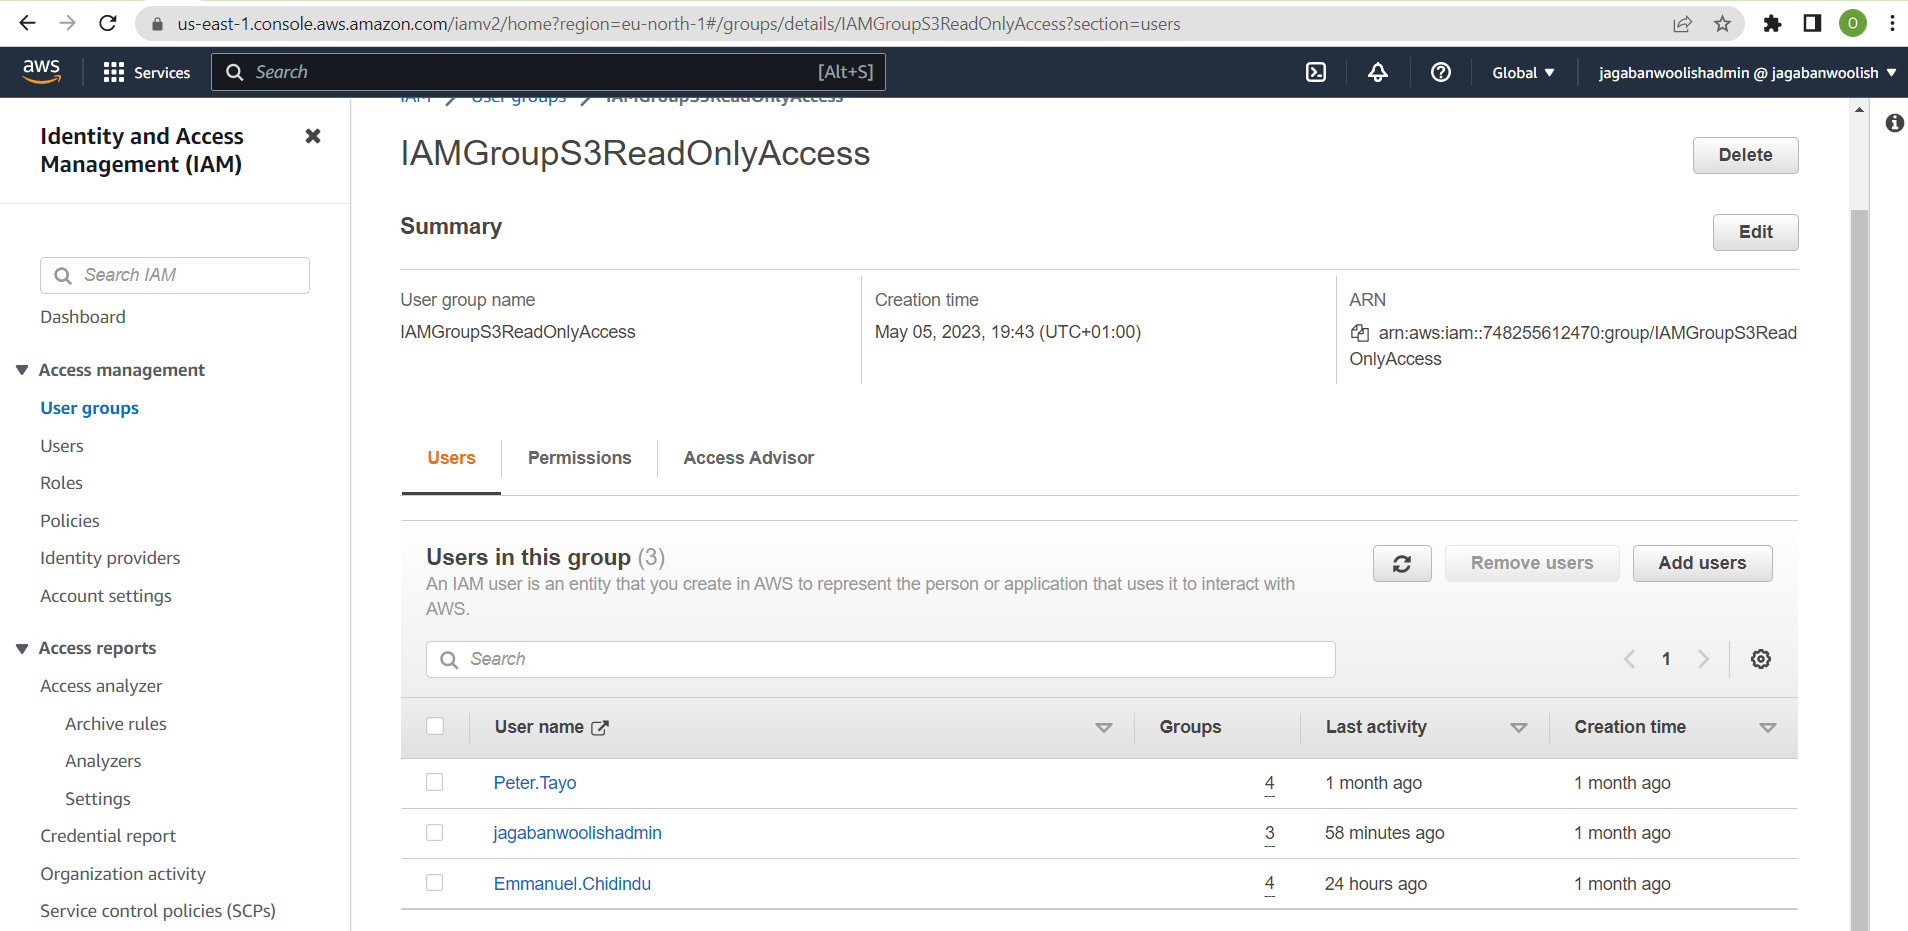 us-east-1.console.aws.amazon.com/iamv2/home?region=eu-north-1#/groups/details/IAMGroupS3ReadOnlyAccess?section=users
O
aws
Services
Search
[Alt+S]
Global
jagabanwoolishadmin @ jagabanwoolish
IAM
User groups
IAMGroupS3ReadOnlyAccess
Identity and Access
Management (IAM)
Search IAM
Dashboard
Access management
User groups
Users
Roles
Policies
Identity providers
Account settings
Access reports
Access analyzer
Archive rules
Analyzers
Settings
Credential report
Organization activity
Service control policies (SCPs)
IAMGroupS3ReadOnlyAccess
Delete
Summary
Edit
User group name
IAMGroupS3ReadOnlyAccess
Creation time
May 05, 2023, 19:43 (UTC+01:00)
ARN
arn:aws:iam::748255612470:group/IAMGroupS3Read
OnlyAccess
Users
Permissions
Access Advisor
Users in this group (3)
An IAM user is an entity that you create in AWS to represent the person or application that uses it to interact with
AWS.
Remove users
Add users
Search
1
User name
Groups
Last activity
Creation time
Peter.Tayo 4 1 month ago 1 month ago
jagabanwoolishadmin 3 58 minutes ago 1 month ago
Emmanuel.Chidindu 4 24 hours ago 1 month ago